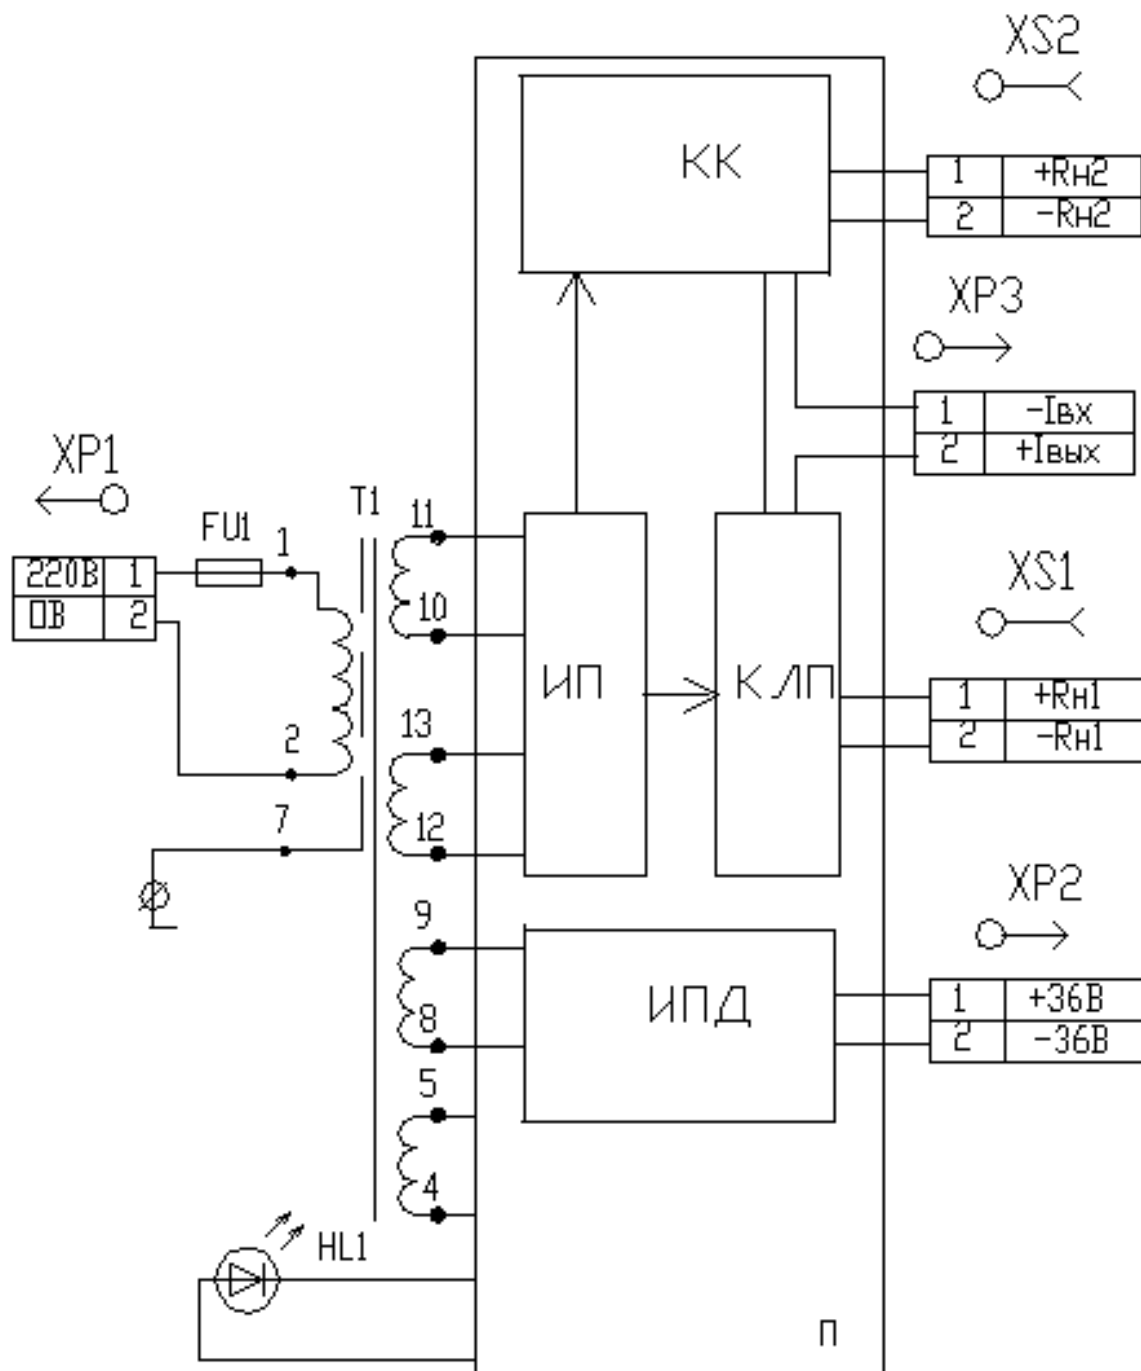 XS2
КК
1 +Rн2
2 -Rн2
XP3
1 -Iвх
2 +Iвых
XP1
FU1
1
T1
11
220В 1
0В 2
10
ИП
КЛП
XS1
1 +Rн1
2 -Rн1
2
13
7
12
XP2
9
ИПД
1 +36В
2 -36В
8
5
4
HL1
П